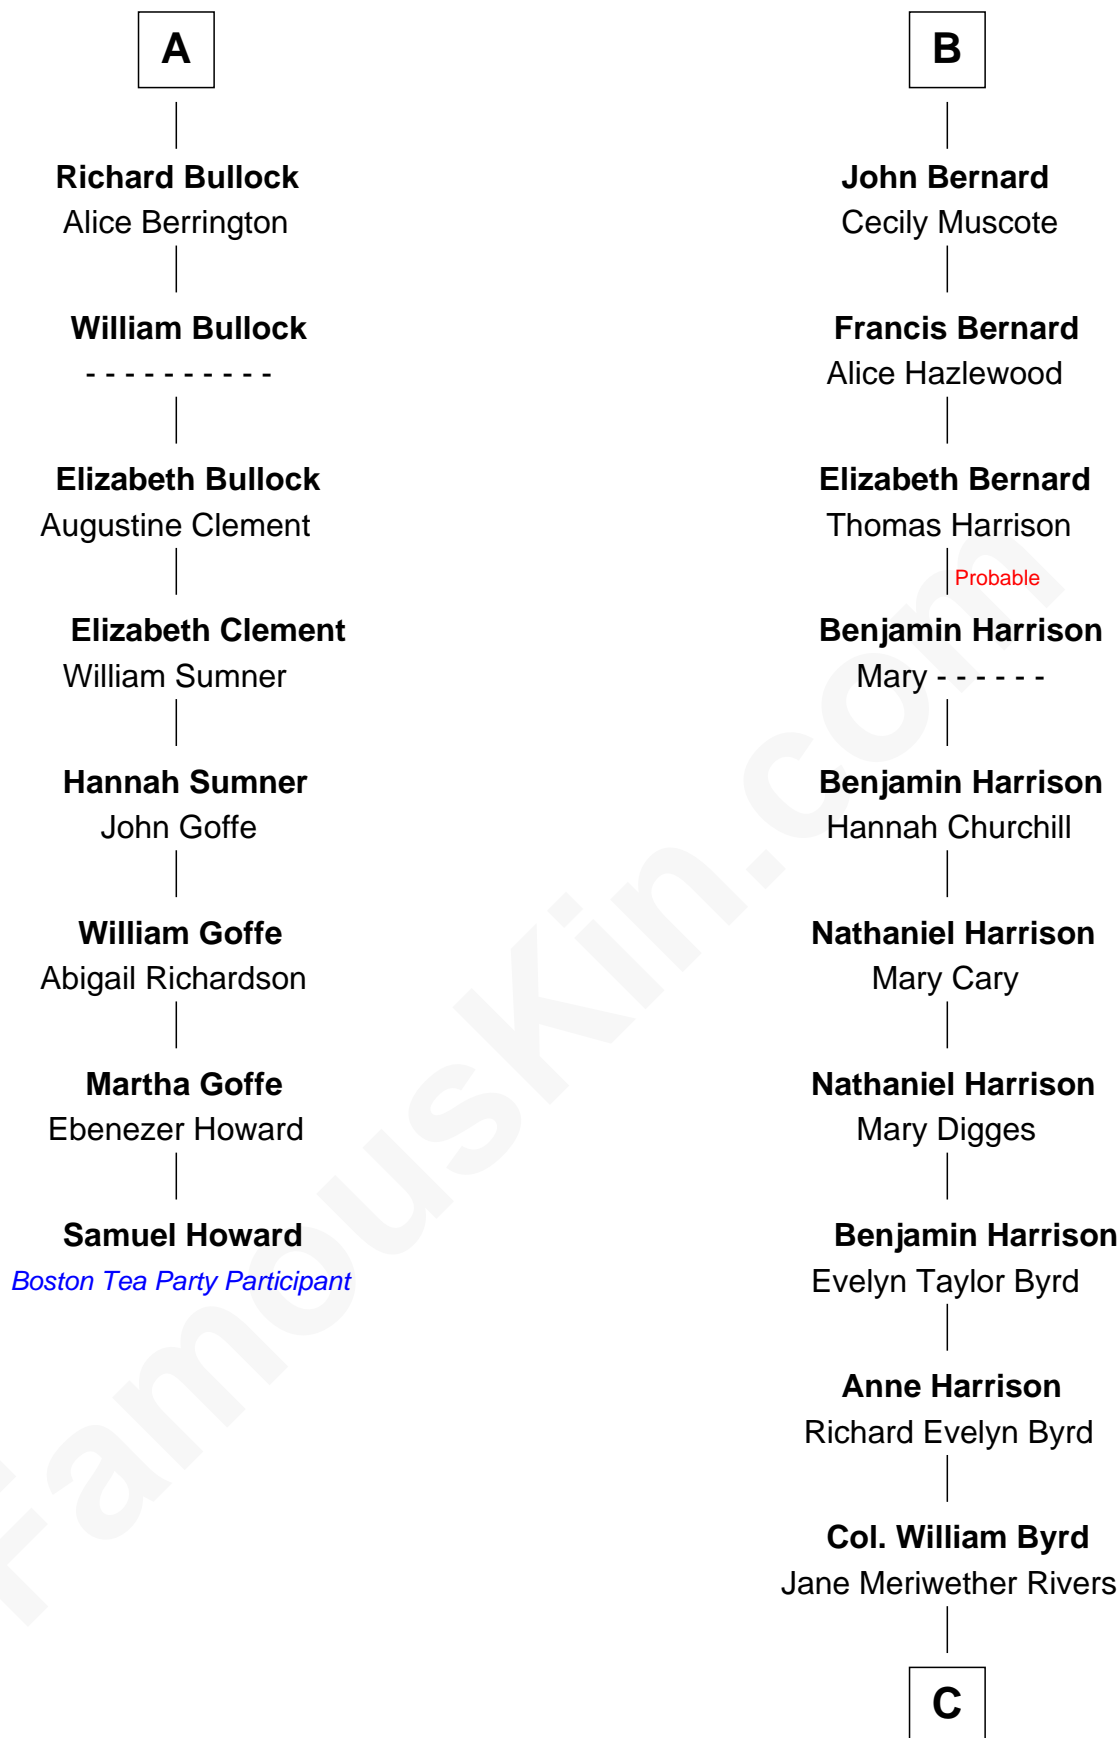 A
Richard Bullock
Alice Berrington
William Bullock
- - - - - - - - - -
Elizabeth Bullock
Augustine Clement
Elizabeth Clement
William Sumner
Hannah Sumner
John Goffe
William Goffe
Abigail Richardson
Martha Goffe
Ebenezer Howard
Samuel Howard
Boston Tea Party Participant
B
John Bernard
Cecily Muscote
Francis Bernard
Alice Hazlewood
Elizabeth Bernard
Thomas Harrison
Probable
Benjamin Harrison
Mary - - - - - -
Benjamin Harrison
Hannah Churchill
Nathaniel Harrison
Mary Cary
Nathaniel Harrison
Mary Digges
Benjamin Harrison
Evelyn Taylor Byrd
Anne Harrison
Richard Evelyn Byrd
Col. William Byrd
Jane Meriwether Rivers
C
FamousKin.com